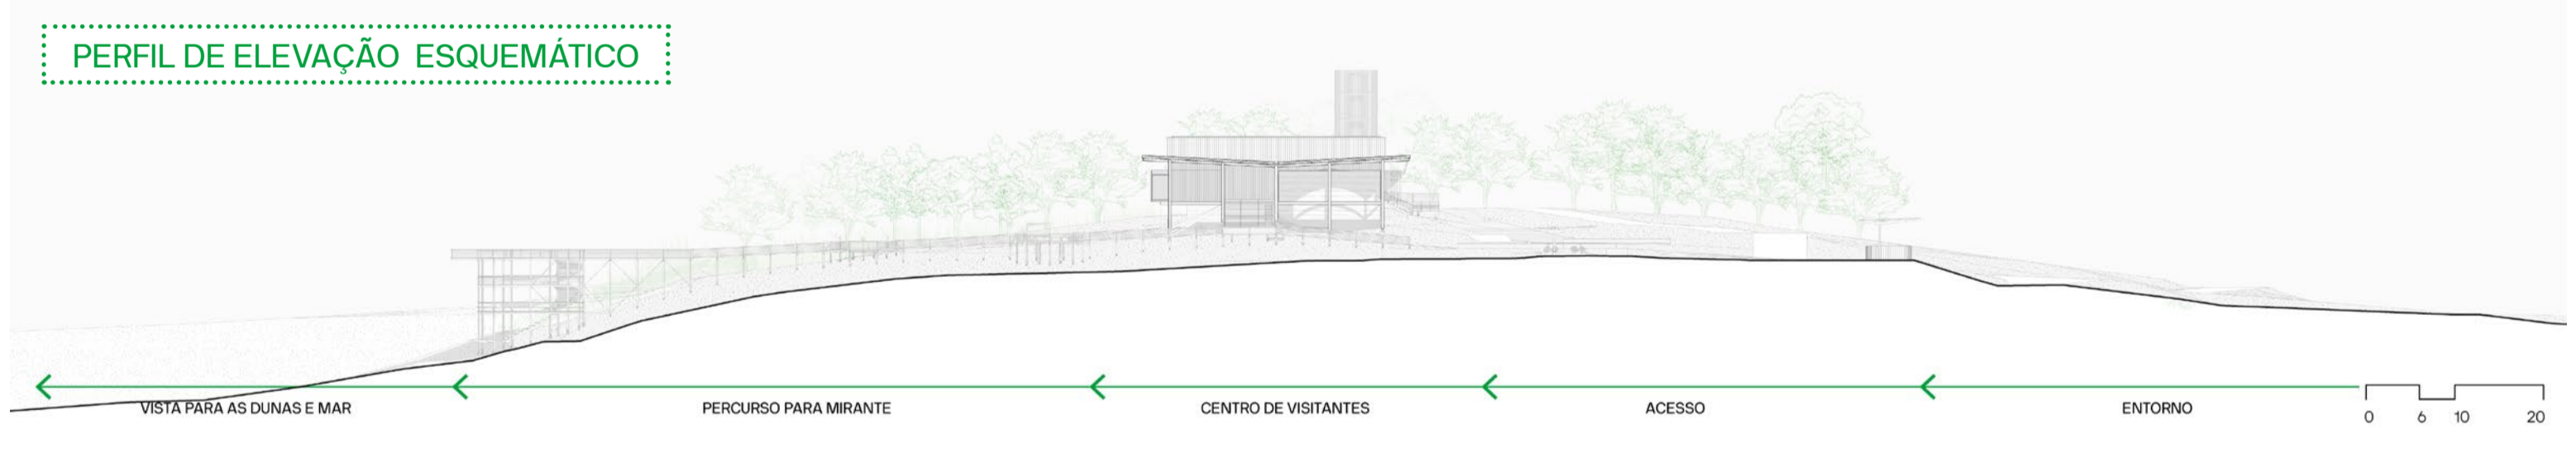 PERFIL DE ELEVAÇÃO ESQUEMÁTICO
VISTA PARA AS DUNAS E MAR
PERCURSO PARA MIRANTE
CENTRO DE VISITANTES
ACESSO
ENTORNO
0 6 10 20